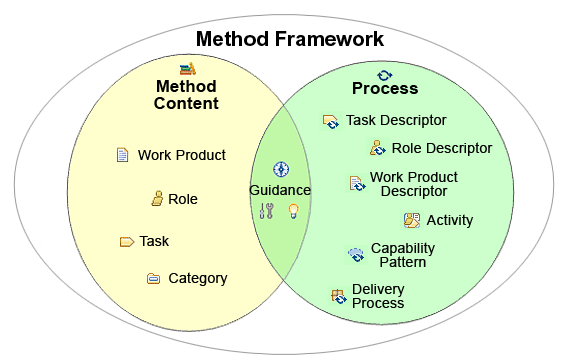 Method Framework
Method
Content
Work Product
Role
Task
Category
Guidance
Process
Task Descriptor
Role Descriptor
Work Product
Descriptor
Activity
Capability
Pattern
Delivery
Process